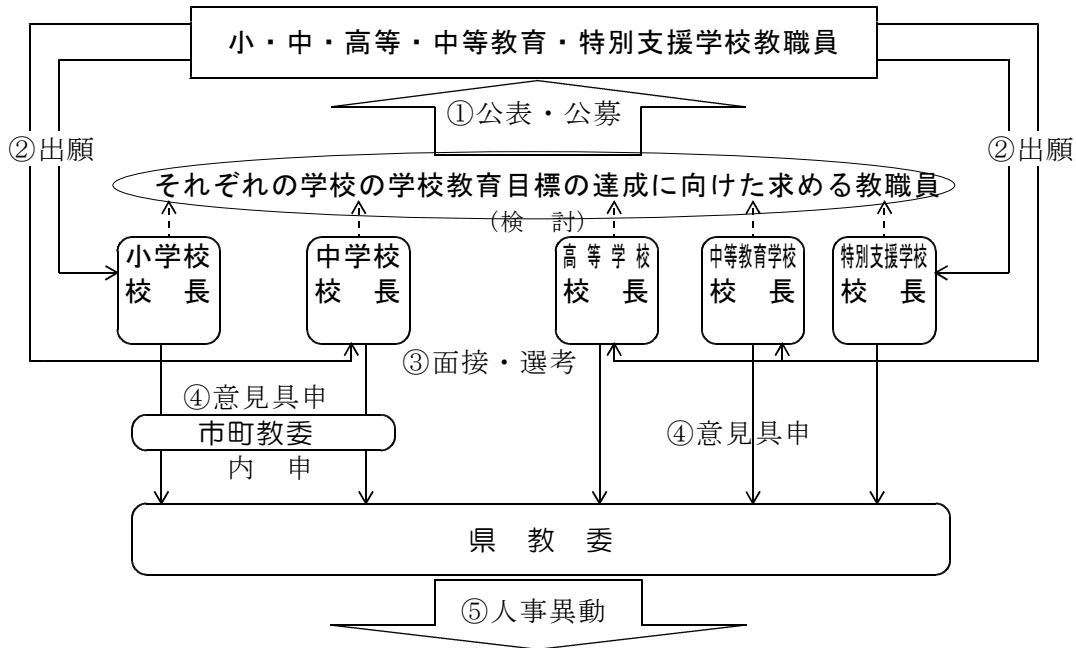 小・中・高等・中等教育・特別支援学校教職員
①公表・公募
②出願
②出願
それぞれの学校の学校教育目標の達成に向けた求める教職員
(検　討)
小学校
校　長
中学校
校　長
高等学校
校　長
中等教育学校
校　長
特別支援学校
校　長
③面接・選考
④意見具申
市町教委
内　申
④意見具申
県　教　委
⑤人事異動